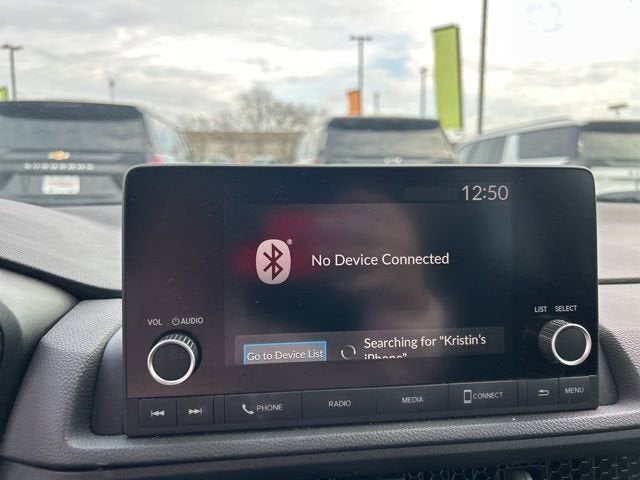 12:50
®
No Device Connected
Go to Device List
Searching for "Kristin's
iPhone"
VOL AUDIO
LIST SELECT
PHONE
RADIO
MEDIA
CONNECT
MENU